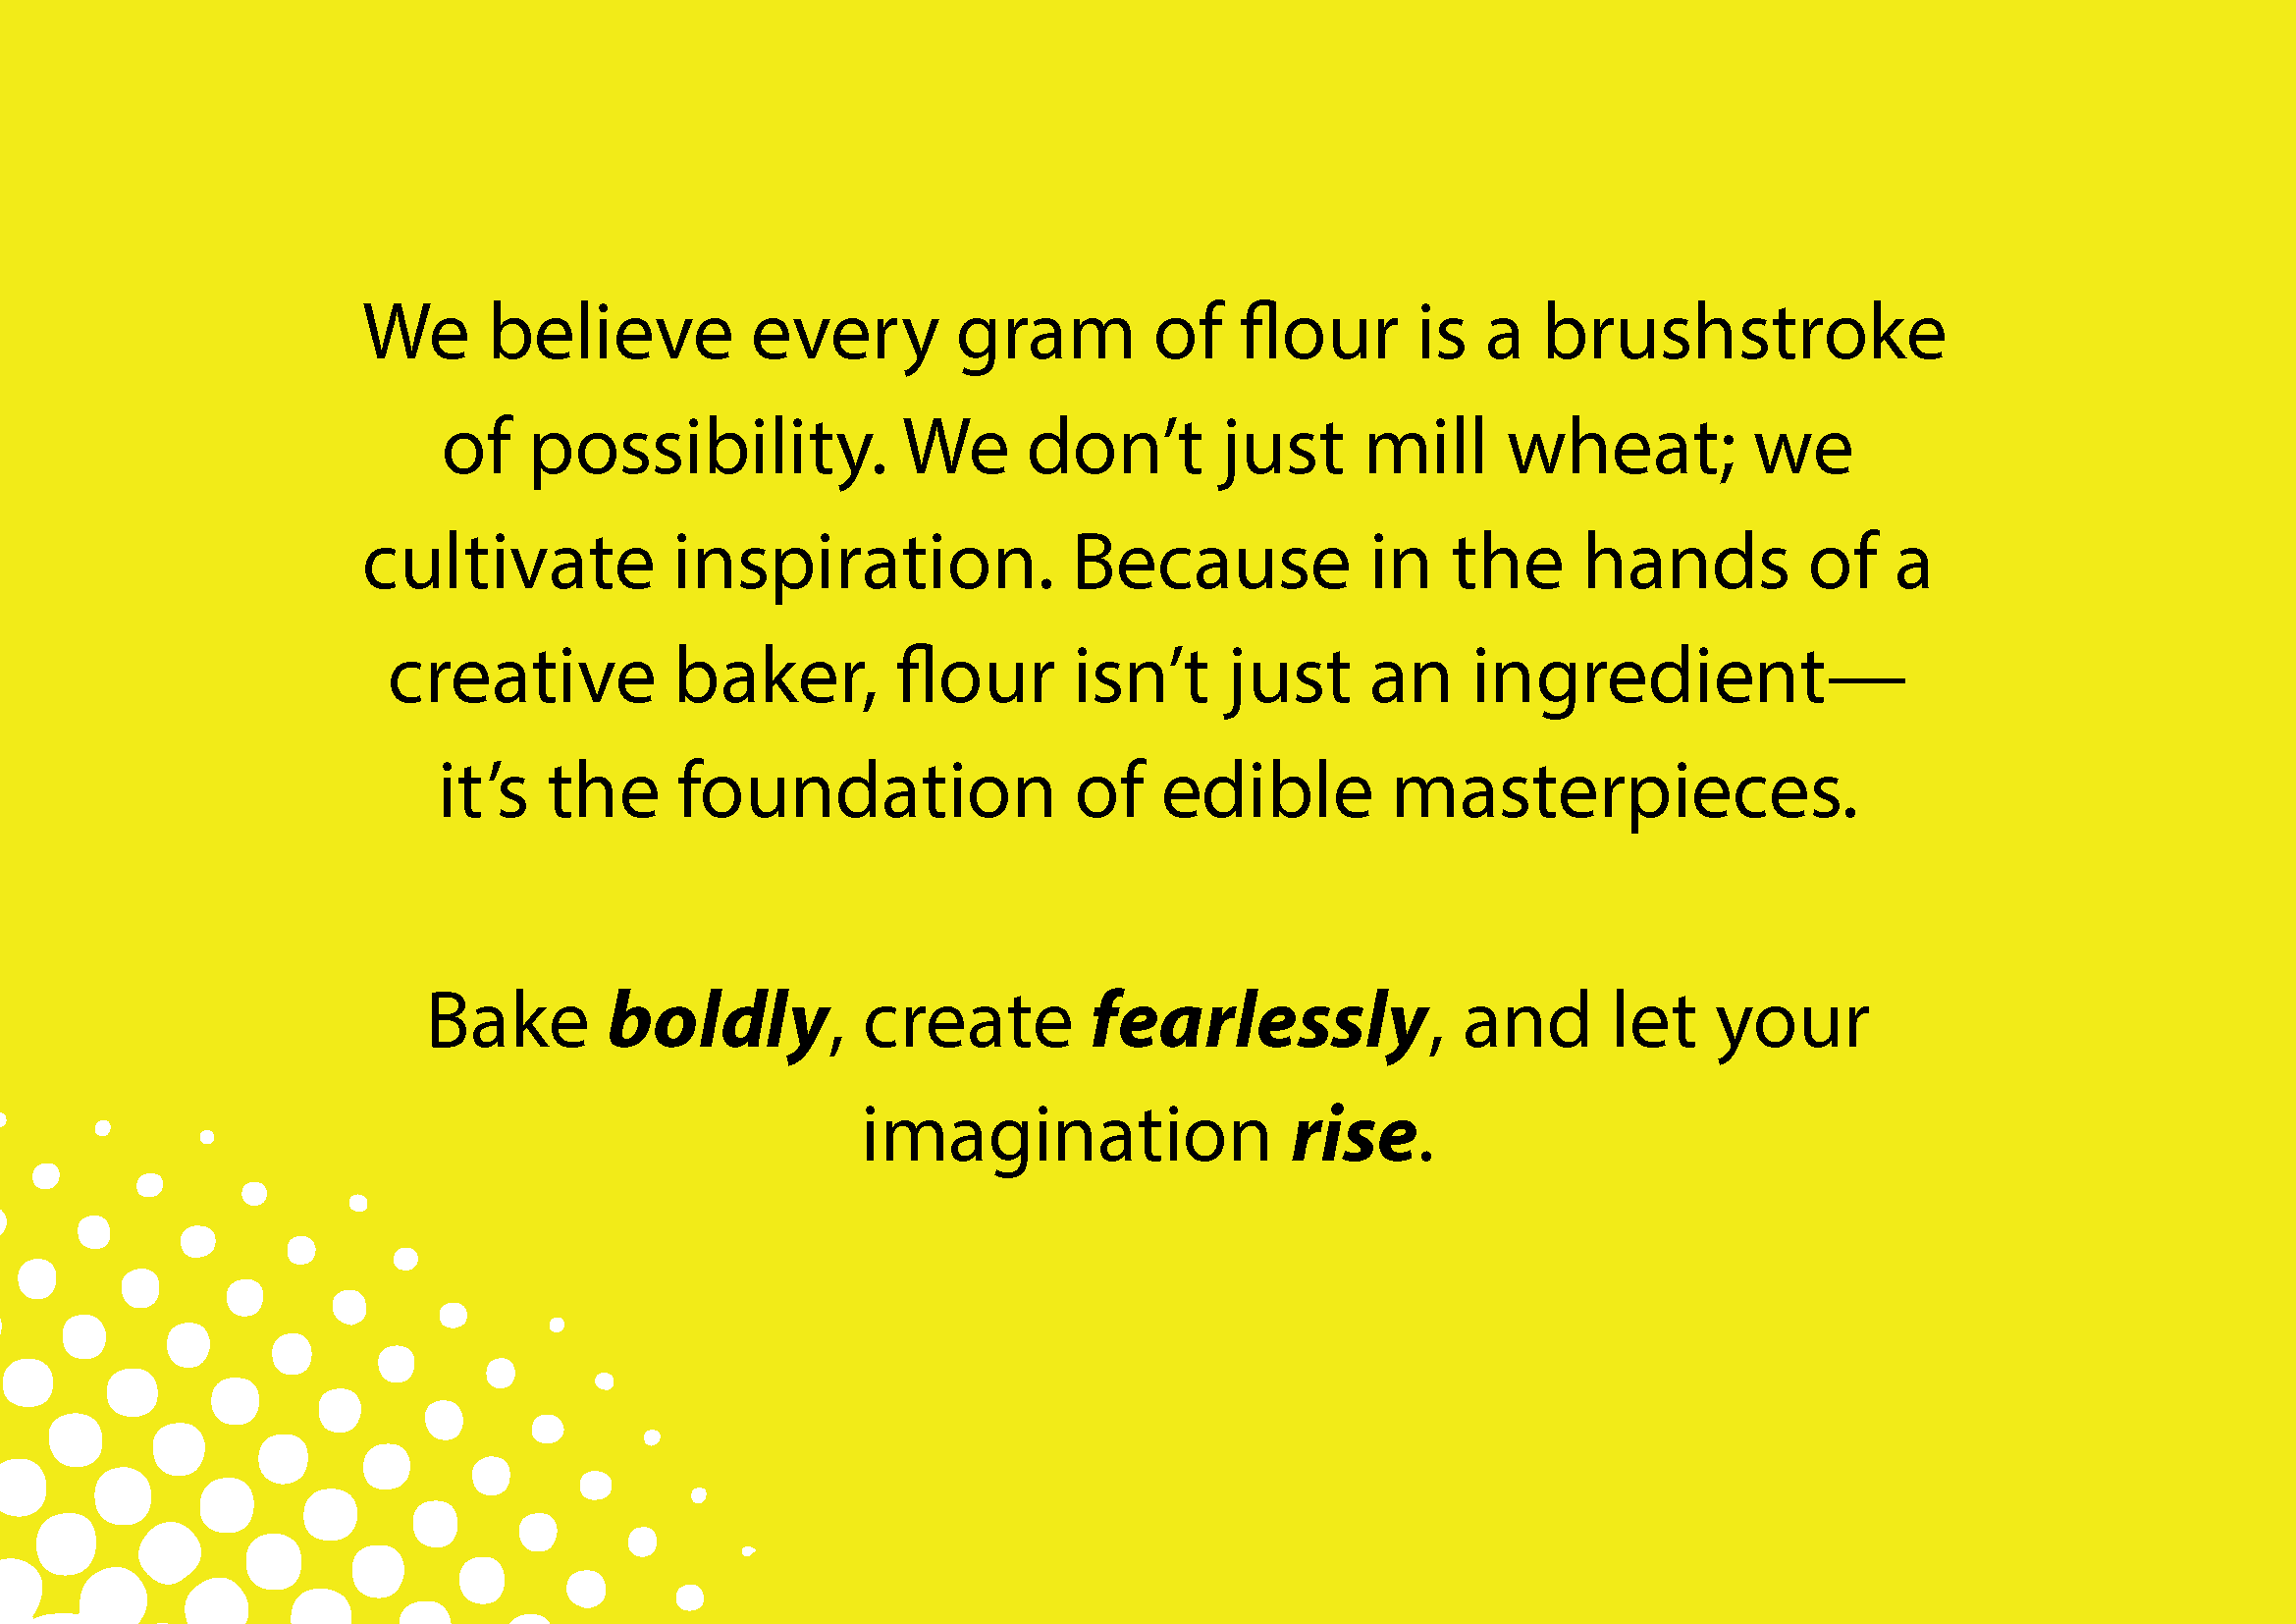 We believe every gram of flour is a brushstroke
of possibility. We don’t just mill wheat; we
cultivate inspiration. Because in the hands of a
creative baker, flour isn’t just an ingredient—
it’s the foundation of edible masterpieces.
Bake boldly, create fearlessly, and let your
imagination rise.